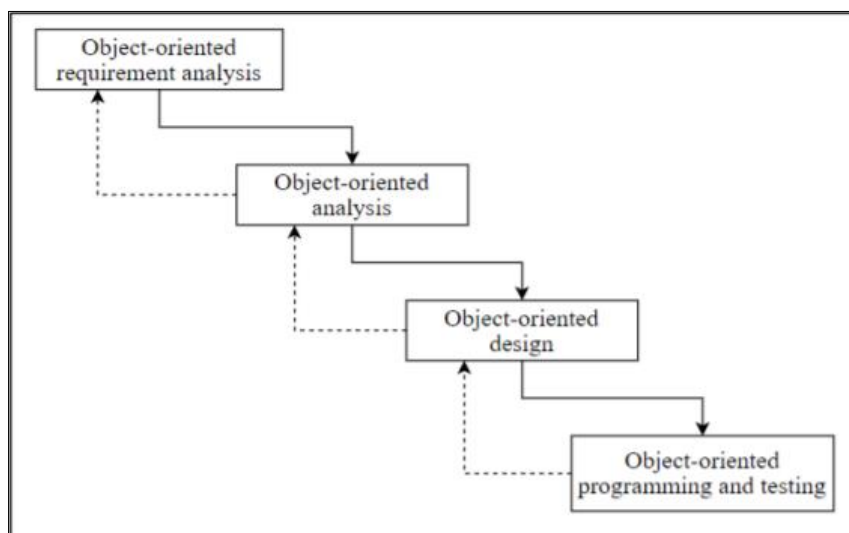 Object-oriented
requirement analysis
Object-oriented
analysis
Object-oriented
design
Object-oriented
programming and testing